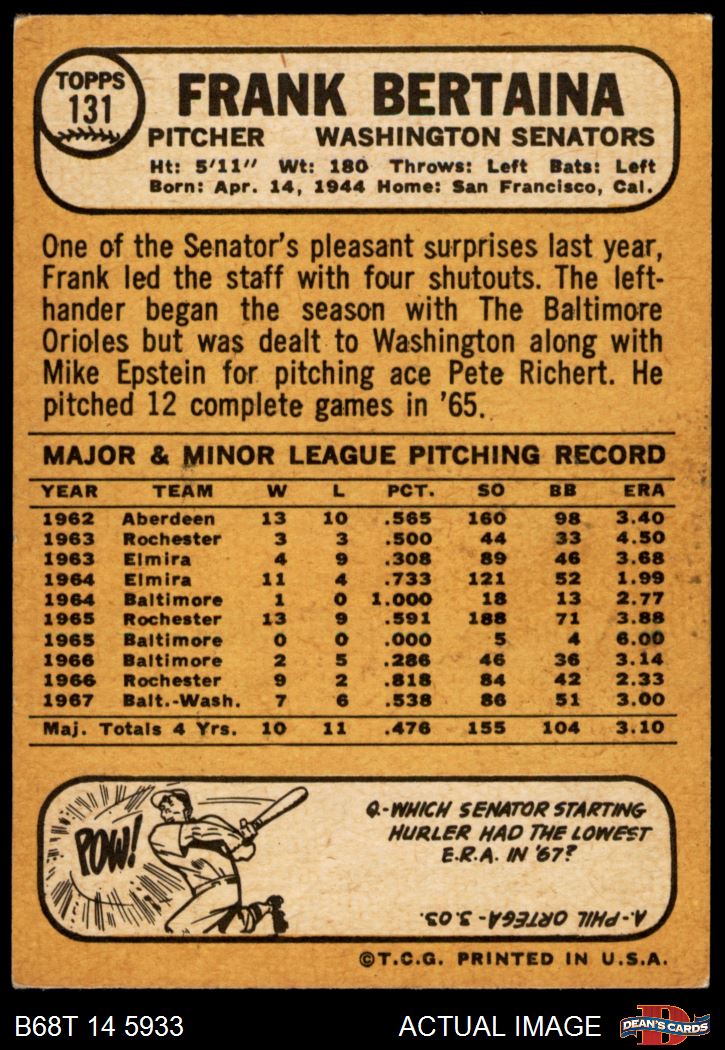 TOPPS
131
FRANK BERTAINA
PITCHER WASHINGTON SENATORS
Ht: 5'11" Wt: 180 Throws: Left Bats: Left
Born: Apr. 14, 1944 Home: San Francisco, Cal.
One of the Senator's pleasant surprises last year,
Frank led the staff with four shutouts. The left-
hander began the season with The Baltimore
Orioles but was dealt to Washington along with
Mike Epstein for pitching ace Pete Richert. He
pitched 12 complete games in '65.
MAJOR & MINOR LEAGUE PITCHING RECORD
YEAR TEAM W L PCT. SO BB ERA
1962 Aberdeen 13 10 .565 160 98 3.40
1963 Rochester 3 3 .500 44 33 4.50
1963 Elmira 4 9 .308 89 46 3.68
1964 Elmira 11 4 .733 121 52 1.99
1964 Baltimore 1 0 1.000 18 13 2.77
1965 Rochester 13 9 .591 188 71 3.88
1965 Baltimore 0 0 .000 5 4 6.00
1966 Baltimore 2 5 .286 46 36 3.14
1966 Rochester 9 2 .818 84 42 2.33
1967 Balt.-Wash. 7 6 .538 86 51 3.00
Maj. Totals 4 Yrs. 10 11 .476 155 104 3.10
POW!
Q-WHICH SENATOR STARTING
HURLER HAD THE LOWEST
E.R.A. IN '67?
A-PHIL ORTEGA-3.03.
©T.C.G. PRINTED IN U.S.A.
B68T 14 5933 ACTUAL IMAGE
D
DEAN'S CARDS